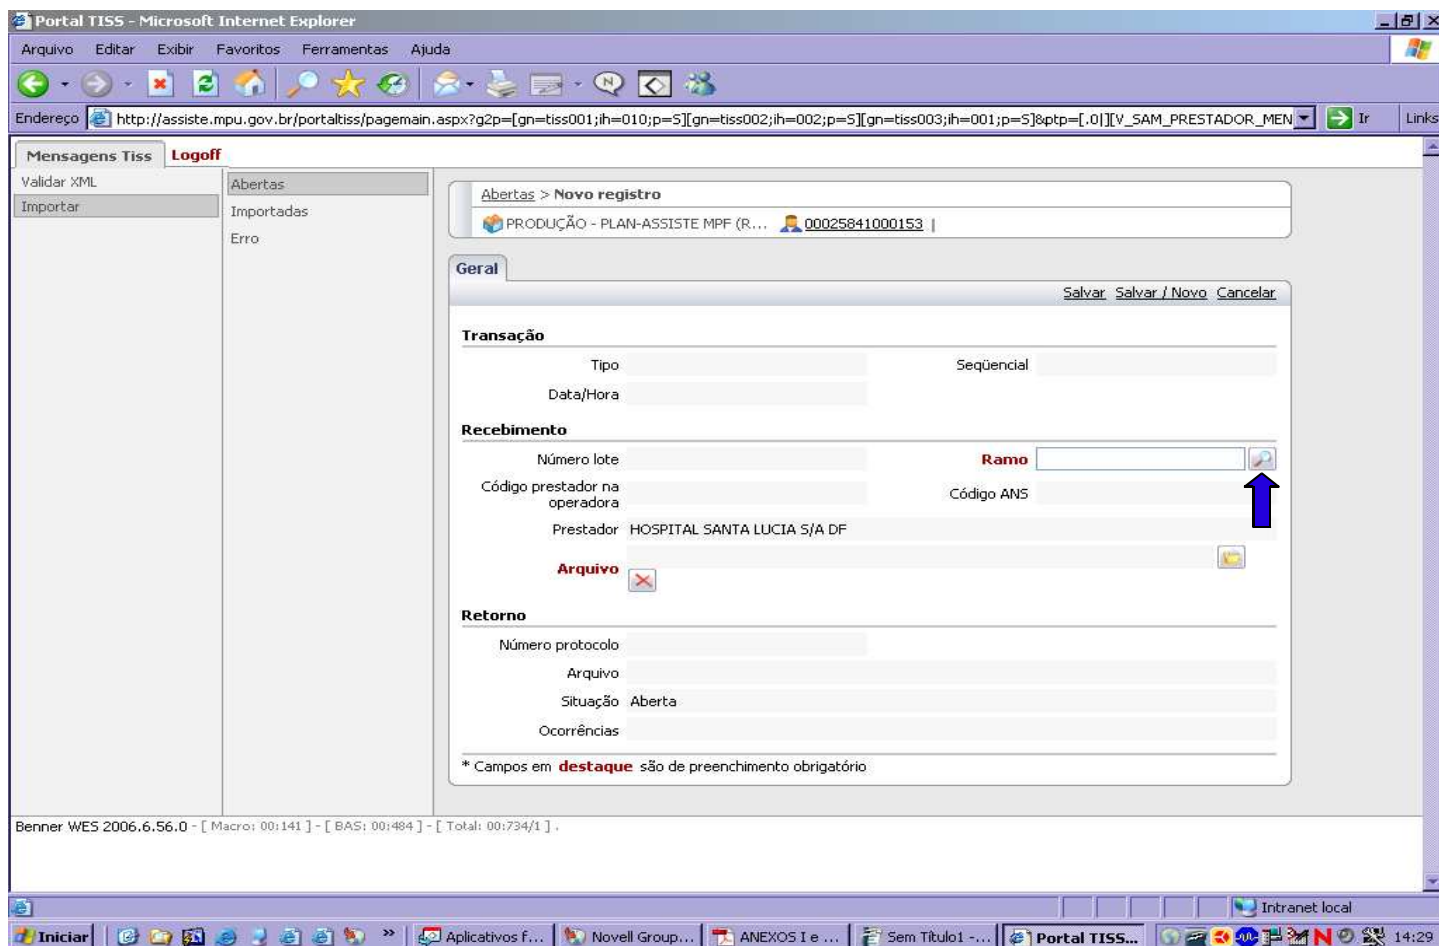 Portal TISS - Microsoft Internet Explorer
Arquivo Editar Exibir Favoritos Ferramentas Ajuda
Endereço http://assiste.mpu.gov.br/portaltiss/pagemain.aspx?g2p=[gn=tiss001;ih=010;p=S][gn=tiss002;ih=002;p=S][gn=tiss003;ih=001;p=S]&ptp=[.0|][V_SAM_PRESTADOR_MEN Ir Links
Mensagens Tiss Logoff
Validar XML
Importar
Abertas
Importadas
Erro
Abertas > Novo registro
PRODUÇÃO - PLAN-ASSISTE MPF (R... 00025841000153 |
Geral
Salvar Salvar / Novo Cancelar
Transação
Tipo Seqüencial
Data/Hora
Recebimento
Número lote Ramo
Código prestador na operadora Código ANS
Prestador HOSPITAL SANTA LUCIA S/A DF
Arquivo
Retorno
Número protocolo
Arquivo
Situação Aberta
Ocorrências
* Campos em destaque são de preenchimento obrigatório
Benner WES 2006.6.56.0 - [ Macro: 00:141 ] - [ BAS: 00:484 ] - [ Total: 00:734/1 ] .
Intranet local
Iniciar » Aplicativos f... Novell Group... ANEXOS I e ... Sem Título1 -... Portal TISS... 14:29